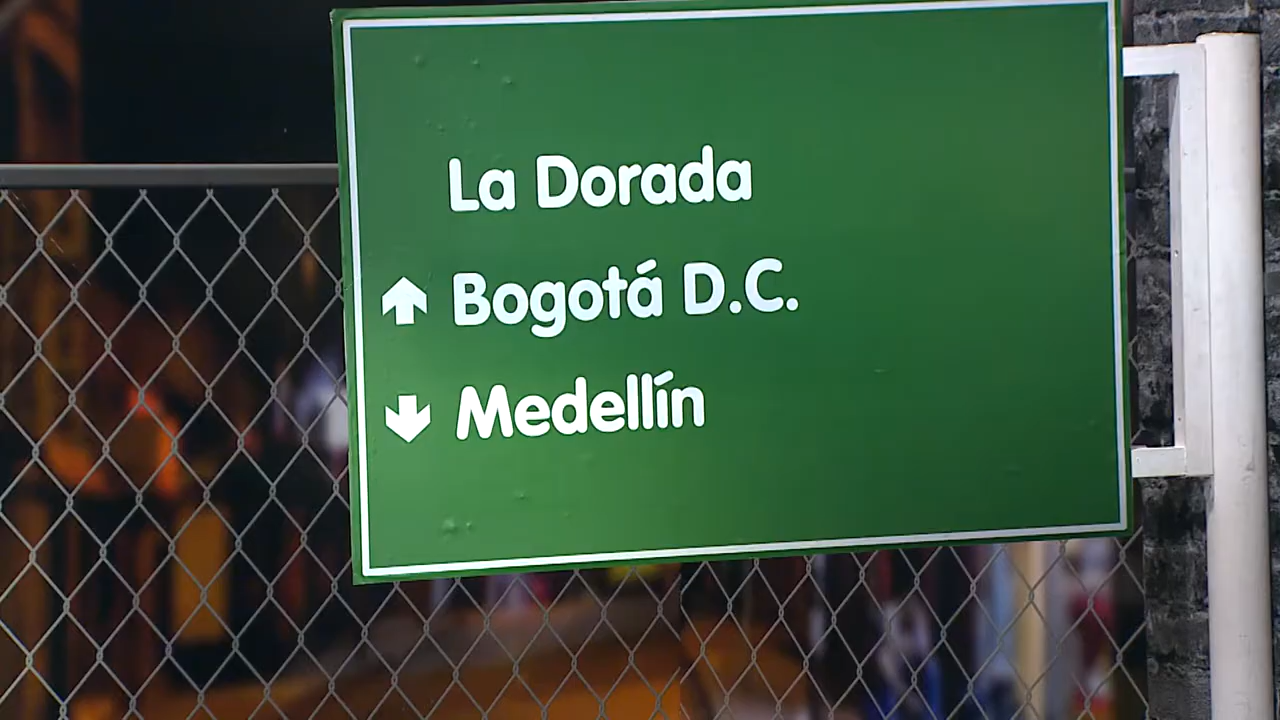 La Dorada
↑ Bogotá D.C.
↓ Medellín